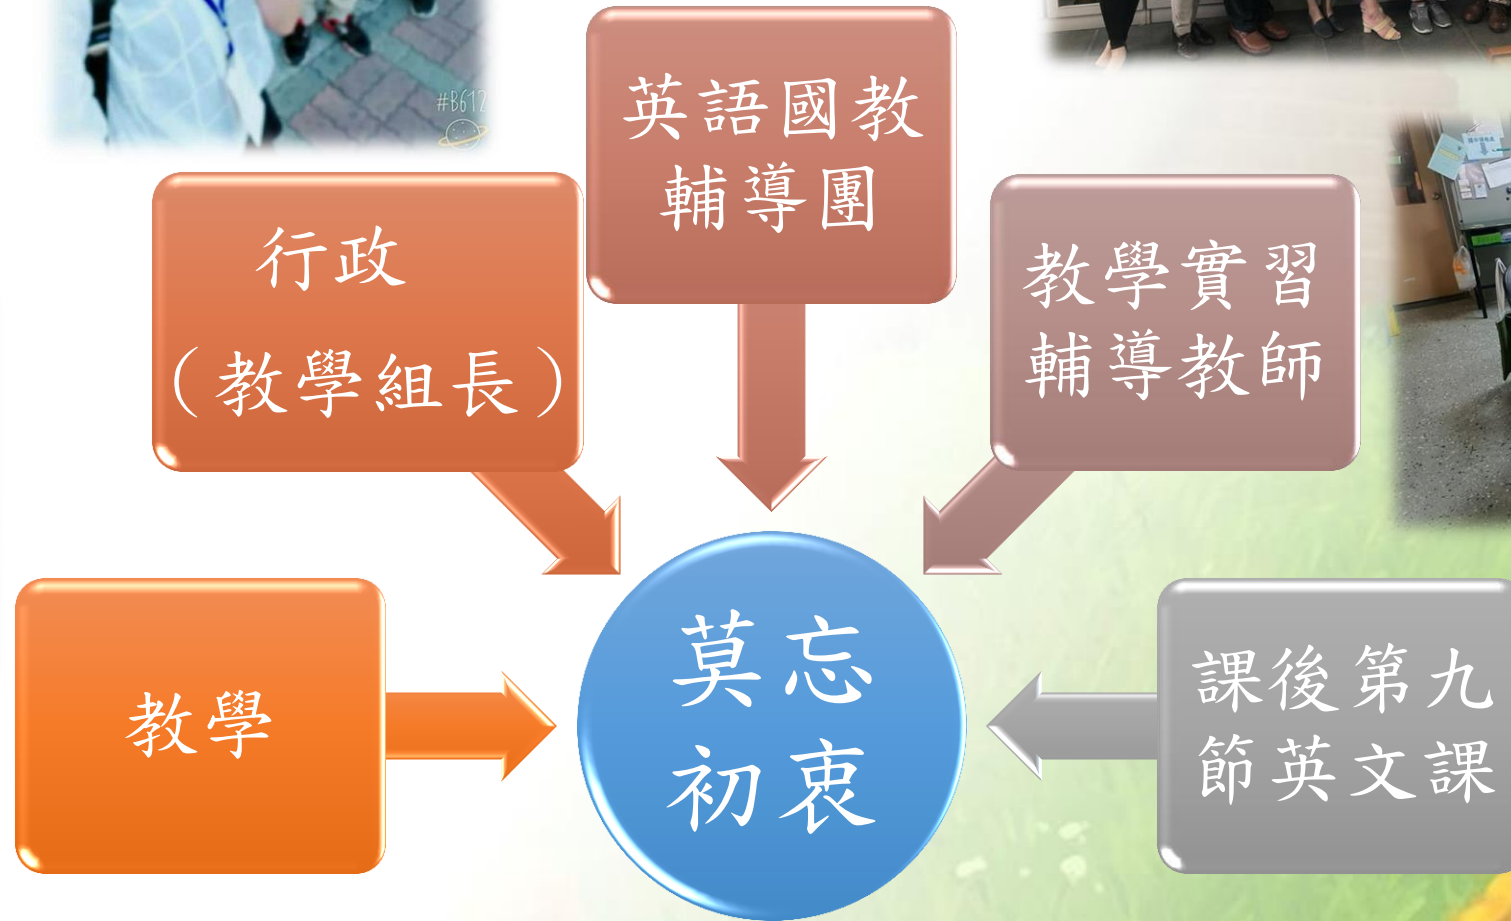 #B612
英語國教
輔導團
行政
（教學組長）
教學實習
輔導教師
教學
莫忘
初衷
課後第九
節英文課